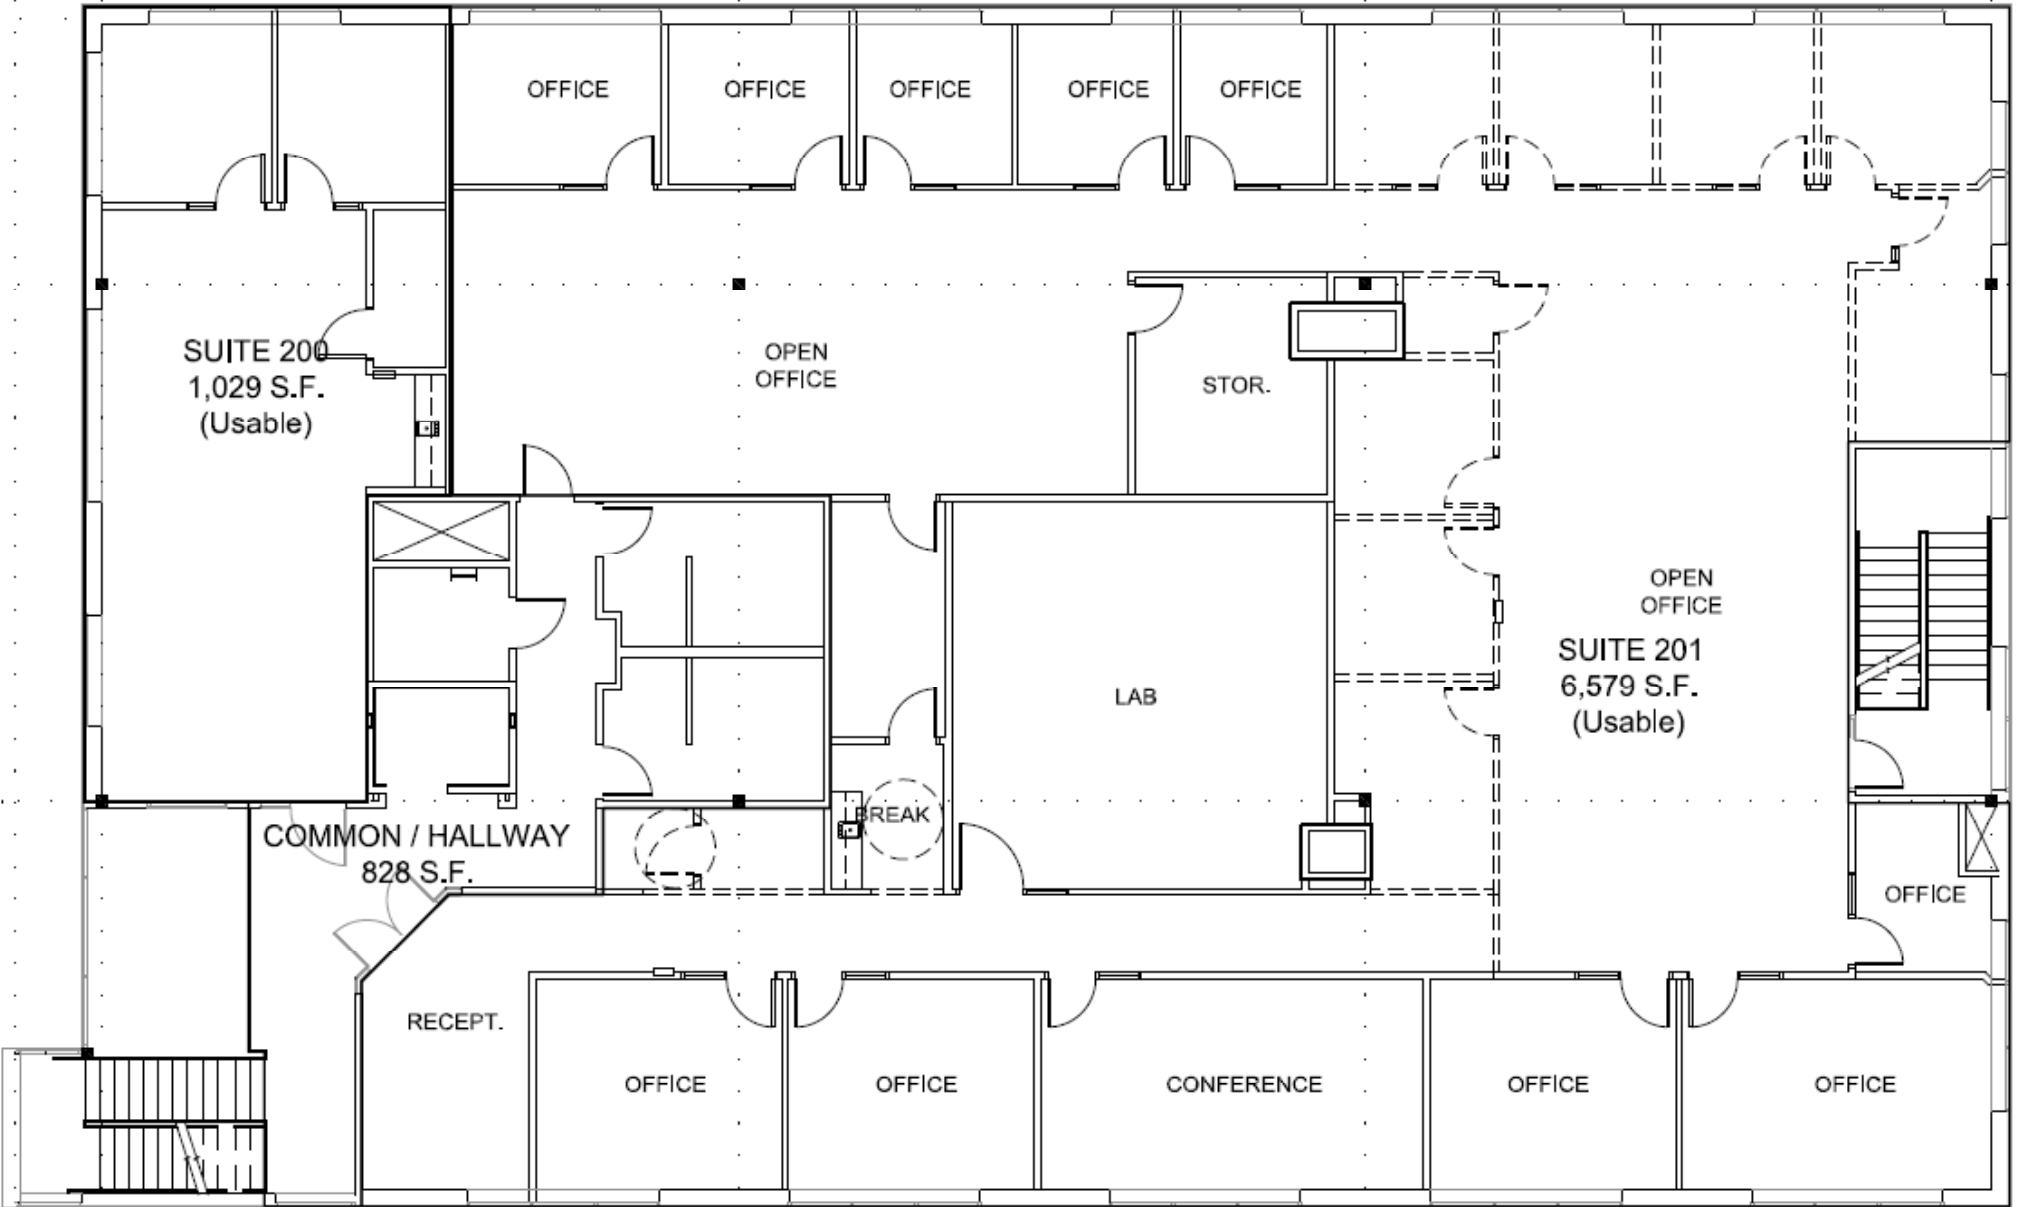 OFFICE
OFFICE
OFFICE
OFFICE
OFFICE
SUITE 200
1,029 S.F.
(Usable)
OPEN
OFFICE
STOR.
OPEN
OFFICE
SUITE 201
6,579 S.F.
(Usable)
LAB
BREAK
COMMON / HALLWAY
828 S.F.
OFFICE
RECEPT.
OFFICE
OFFICE
CONFERENCE
OFFICE
OFFICE